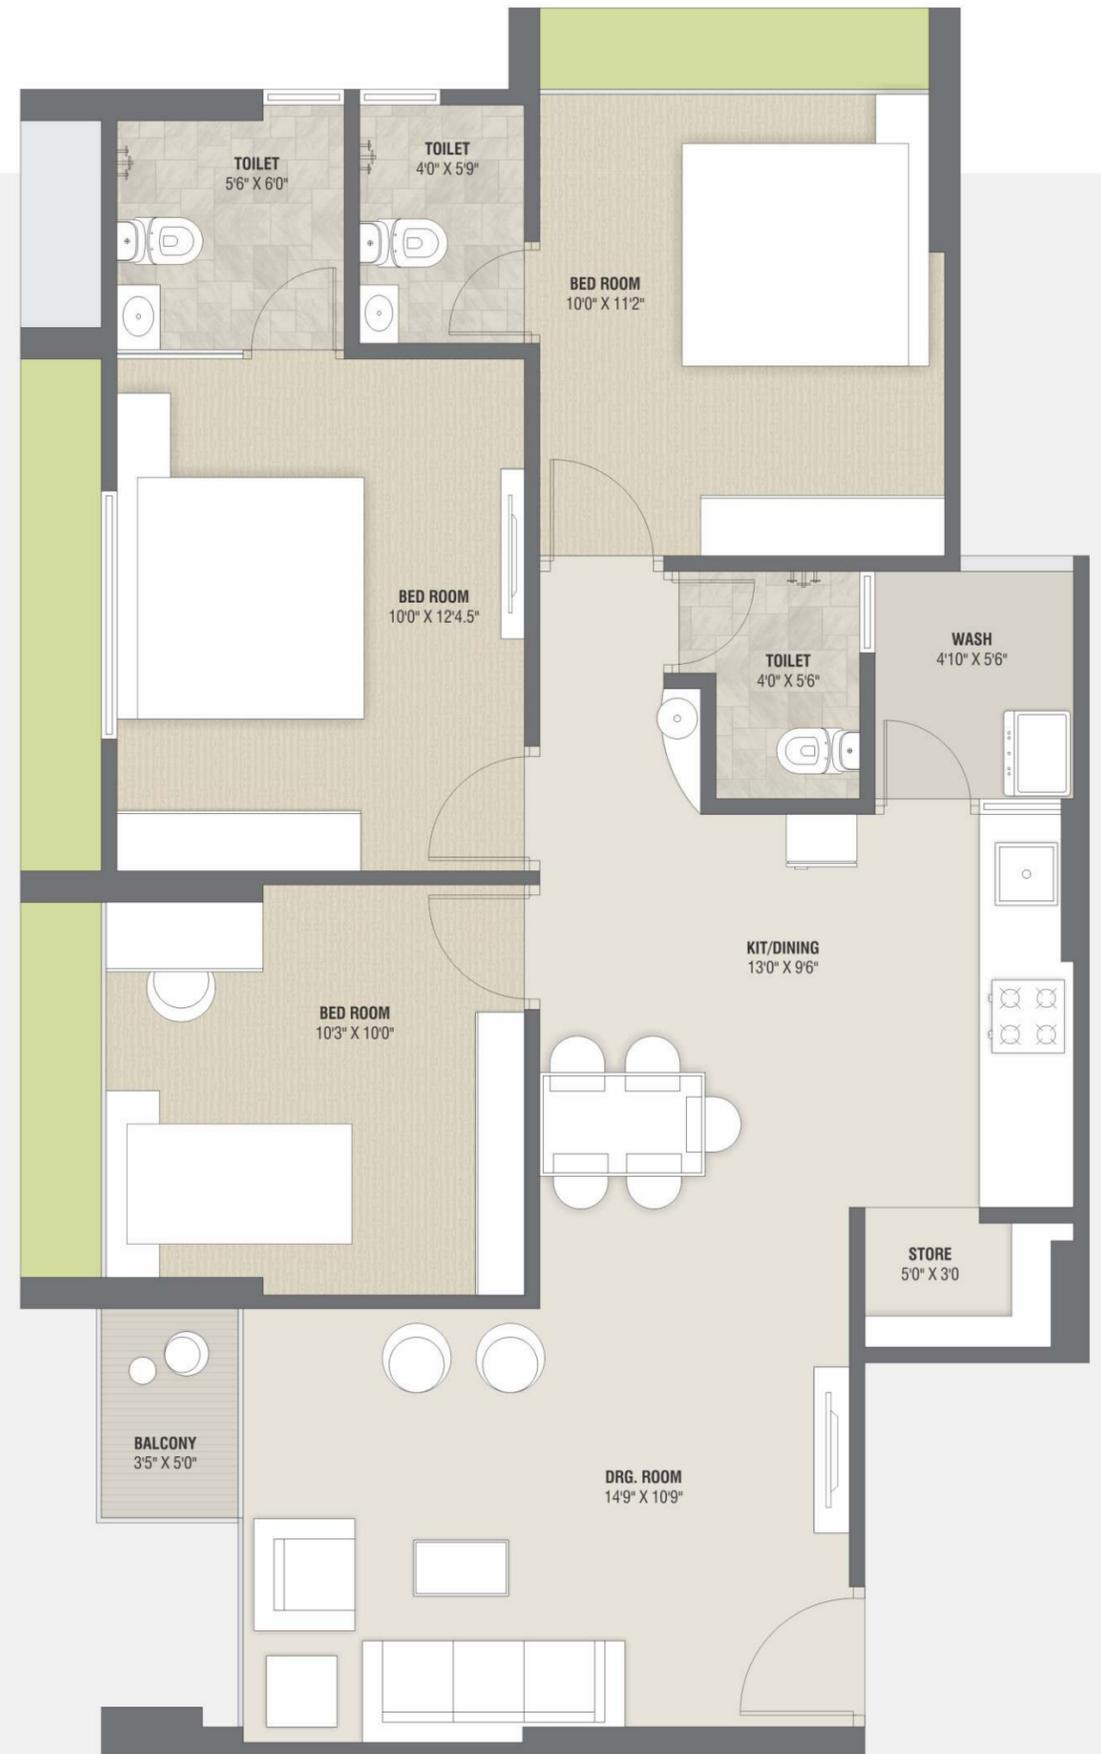 TOILET
5'6" X 6'0"
TOILET
4'0" X 5'9"
BED ROOM
10'0" X 11'2"
BED ROOM
10'0" X 12'4.5"
TOILET
4'0" X 5'6"
WASH
4'10" X 5'6"
KIT/DINING
13'0" X 9'6"
BED ROOM
10'3" X 10'0"
STORE
5'0" X 3'0
BALCONY
3'5" X 5'0"
DRG. ROOM
14'9" X 10'9"